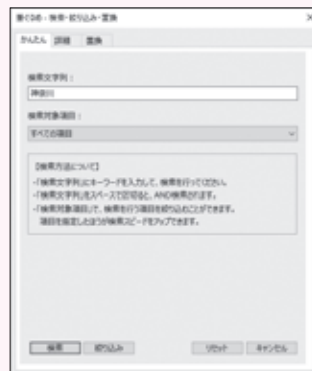 筆ぐるめ - 検索・絞り込み・置換
かんたん 詳細 置換
検索文字列：
神奈川
検索対象項目：
すべての項目
【検索方法について】
-「検索文字列」にキーワードを入力して、検索を行ってください。
-「検索文字列」をスペースで区切ると、AND検索されます。
-「検索対象項目」で、検索を行う項目を絞り込むことができます。
項目を指定したほうが検索スピードをアップできます。
検索 絞り込み リセット キャンセル